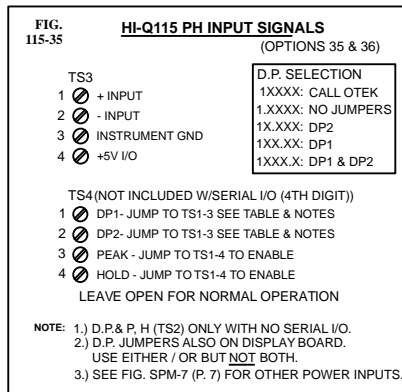 FIG.
115-35
HI-Q115 PH INPUT SIGNALS
(OPTIONS 35 & 36)
TS3
1 + INPUT
2 - INPUT
3 INSTRUMENT GND
4 +5V I/O
D.P. SELECTION
1XXXX: CALL OTEK
1.XXXX: NO JUMPERS
1X.XXX: DP2
1XX.XX: DP1
1XXX.X: DP1 & DP2
TS4(NOT INCLUDED W/SERIAL I/O (4TH DIGIT))
1 DP1- JUMP TO TS1-3 SEE TABLE & NOTES
2 DP2- JUMP TO TS1-3 SEE TABLE & NOTES
3 PEAK - JUMP TO TS1-4 TO ENABLE
4 HOLD - JUMP TO TS1-4 TO ENABLE
LEAVE OPEN FOR NORMAL OPERATION
NOTE: 1.) D.P.& P, H (TS2) ONLY WITH NO SERIAL I/O.
2.) D.P. JUMPERS ALSO ON DISPLAY BOARD.
USE EITHER / OR BUT NOT BOTH.
3.) SEE FIG. SPM-7 (P. 7) FOR OTHER POWER INPUTS.